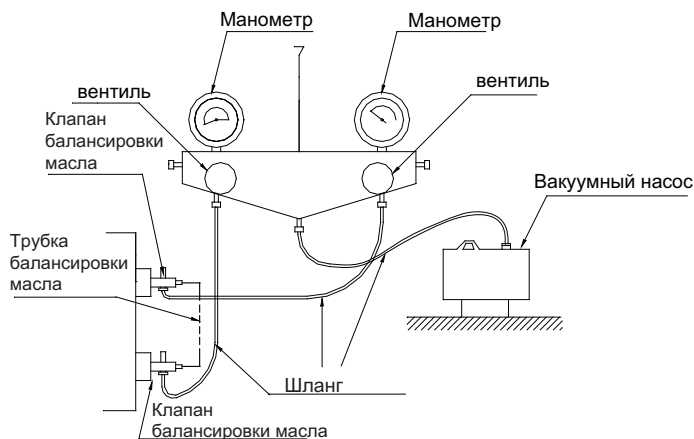 Манометр
Манометр
вентиль
вентиль
Клапан
балансировки
масла
Вакуумный насос
Трубка
балансировки
масла
Шланг
Клапан
балансировки масла